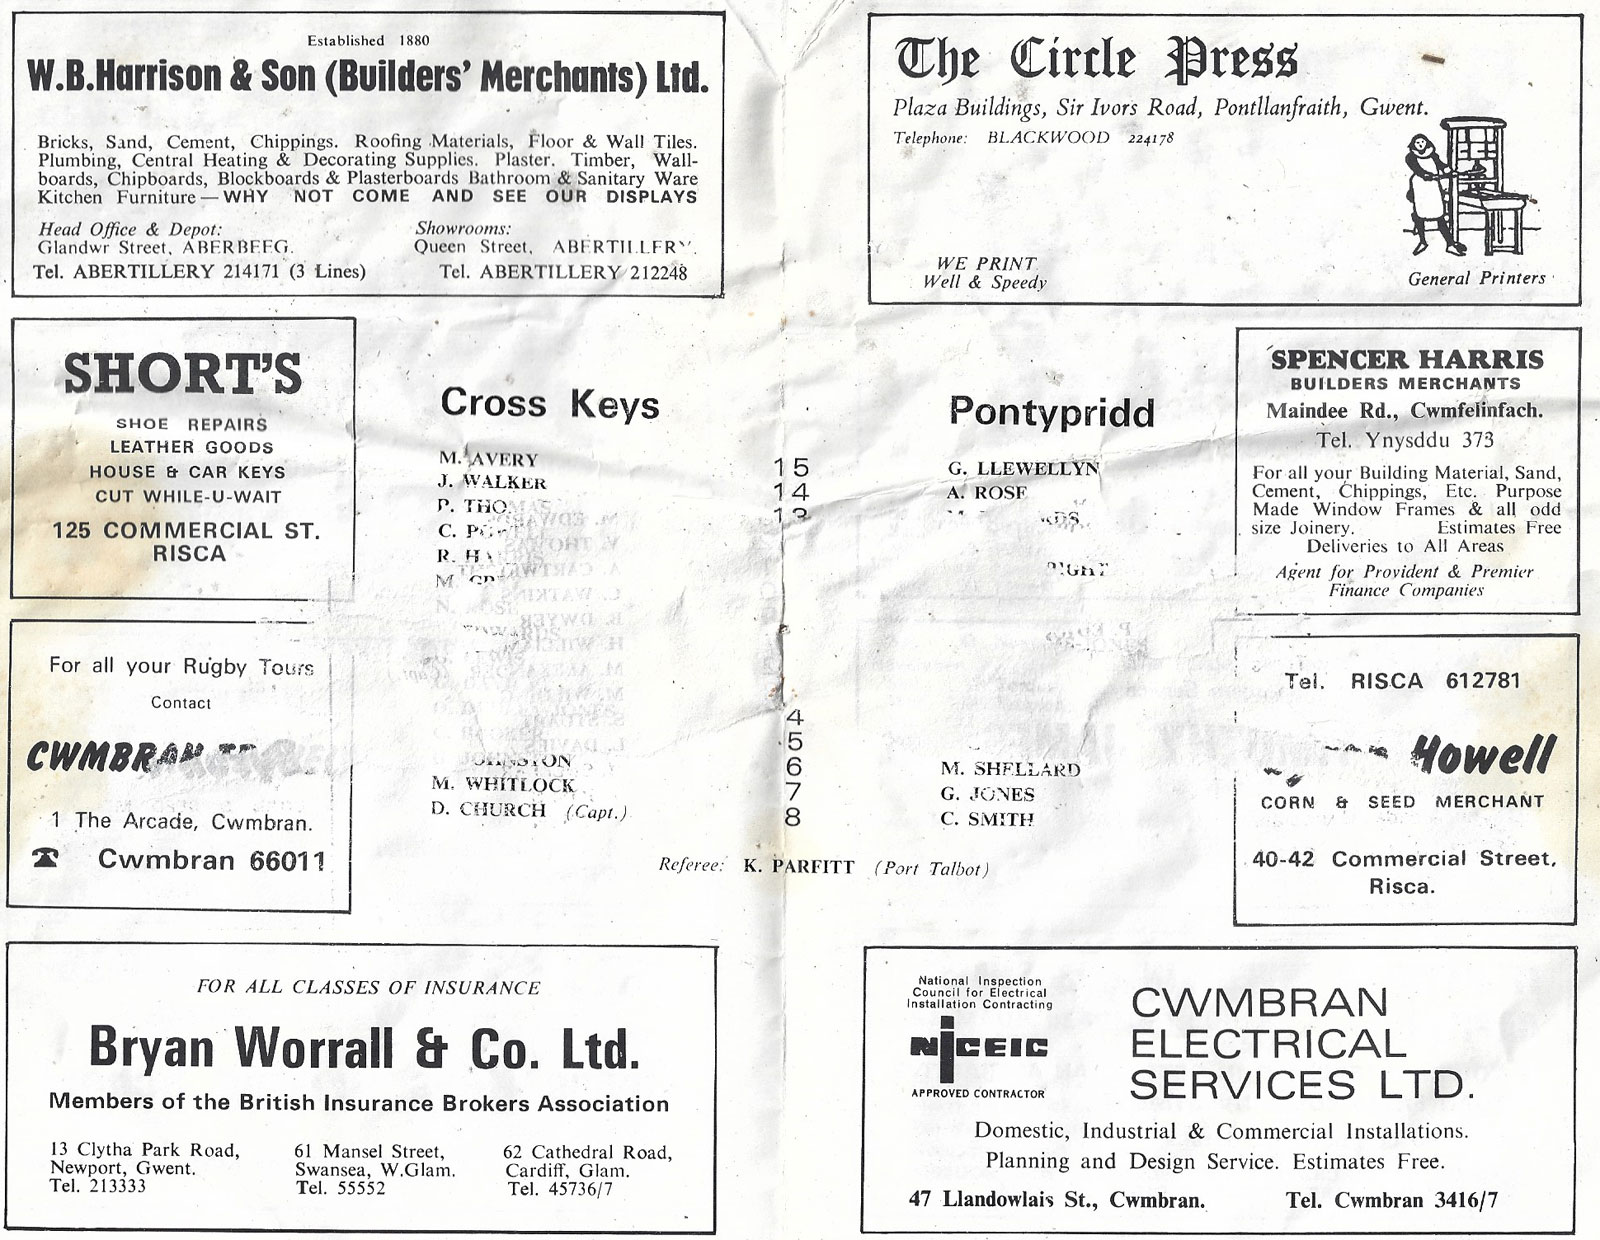 Established 1880
W.B.Harrison & Son (Builders' Merchants) Ltd.
Bricks, Sand, Cement, Chippings. Roofing Materials, Floor & Wall Tiles.
Plumbing, Central Heating & Decorating Supplies. Plaster. Timber, Wall-
boards, Chipboards, Blockboards & Plasterboards Bathroom & Sanitary Ware
Kitchen Furniture — WHY NOT COME AND SEE OUR DISPLAYS
Head Office & Depot:
Glandwr Street, ABERBEEG.
Tel. ABERTILLERY 214171 (3 Lines)
Showrooms:
Queen Street, ABERTILLERY.
Tel. ABERTILLERY 212248
The Circle Press
Plaza Buildings, Sir Ivors Road, Pontllanfraith, Gwent.
Telephone: BLACKWOOD 224178
WE PRINT
Well & Speedy
General Printers
SHORT'S
SHOE REPAIRS
LEATHER GOODS
HOUSE & CAR KEYS
CUT WHILE-U-WAIT
125 COMMERCIAL ST.
RISCA
Cross Keys
Pontypridd
M. AVERY 15 G. LLEWELLYN
J. WALKER 14 A. ROSE
P. 13
C.
R.
M.
N.
4
5
6 M. SHELLARD
M. WHITLOCK 7 G. JONES
D. CHURCH (Capt.) 8 C. SMITH
Referee: K. PARFITT (Port Talbot)
SPENCER HARRIS
BUILDERS MERCHANTS
Maindee Rd., Cwmfelinfach.
Tel. Ynysddu 373
For all your Building Material, Sand,
Cement, Chippings, Etc. Purpose
Made Window Frames & all odd
size Joinery. Estimates Free
Deliveries to All Areas
Agent for Provident & Premier
Finance Companies
For all your Rugby Tours
Contact
CWMBRAN
1 The Arcade, Cwmbran.
☎ Cwmbran 66011
Tel. RISCA 612781
Howell
CORN & SEED MERCHANT
40-42 Commercial Street,
Risca.
FOR ALL CLASSES OF INSURANCE
Bryan Worrall & Co. Ltd.
Members of the British Insurance Brokers Association
13 Clytha Park Road,
Newport, Gwent.
Tel. 213333
61 Mansel Street,
Swansea, W.Glam.
Tel. 55552
62 Cathedral Road,
Cardiff, Glam.
Tel. 45736/7
National Inspection
Council for Electrical
Installation Contracting
NICEIC
APPROVED CONTRACTOR
CWMBRAN
ELECTRICAL
SERVICES LTD.
Domestic, Industrial & Commercial Installations.
Planning and Design Service. Estimates Free.
47 Llandowlais St., Cwmbran. Tel. Cwmbran 3416/7